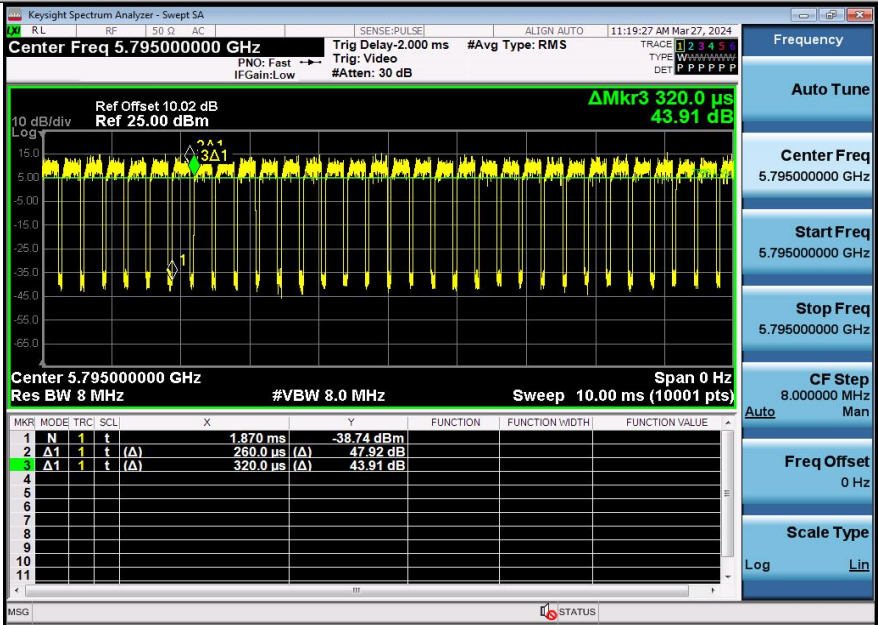 Keysight Spectrum Analyzer - Swept SA
LXI RL RF 50 Ω AC SENSE:PULSE ALIGN AUTO 11:19:27 AM Mar 27, 2024
Center Freq 5.795000000 GHz
PNO: Fast
IFGain:Low
Trig Delay-2.000 ms
Trig: Video
#Atten: 30 dB
#Avg Type: RMS
TRACE 1 2 3 4 5 6
TYPE WWWWWW
DET P P P P P P
Ref Offset 10.02 dB
10 dB/div Ref 25.00 dBm
Log
ΔMkr3 320.0 µs
43.91 dB
15.0
5.00
-5.00
-15.0
-25.0
-35.0
-45.0
-55.0
-65.0
2Δ1
3Δ1
1
Center 5.795000000 GHz Span 0 Hz
Res BW 8 MHz #VBW 8.0 MHz Sweep 10.00 ms (10001 pts)
MKR MODE TRC SCL X Y FUNCTION FUNCTION WIDTH FUNCTION VALUE
1 N 1 t 1.870 ms -38.74 dBm
2 Δ1 1 t (Δ) 260.0 µs (Δ) 47.92 dB
3 Δ1 1 t (Δ) 320.0 µs (Δ) 43.91 dB
4
5
6
7
8
9
10
11
MSG STATUS
Frequency
Auto Tune
Center Freq
5.795000000 GHz
Start Freq
5.795000000 GHz
Stop Freq
5.795000000 GHz
CF Step
8.000000 MHz
Auto Man
Freq Offset
0 Hz
Scale Type
Log Lin